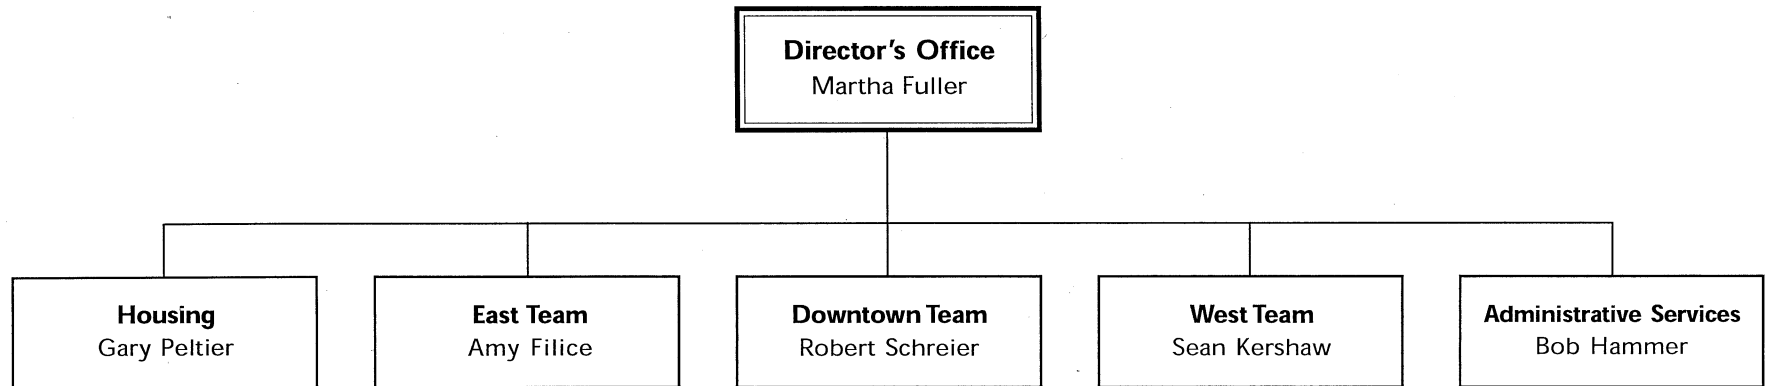 Director's Office
Martha Fuller
Housing
Gary Peltier
East Team
Amy Filice
Downtown Team
Robert Schreier
West Team
Sean Kershaw
Administrative Services
Bob Hammer